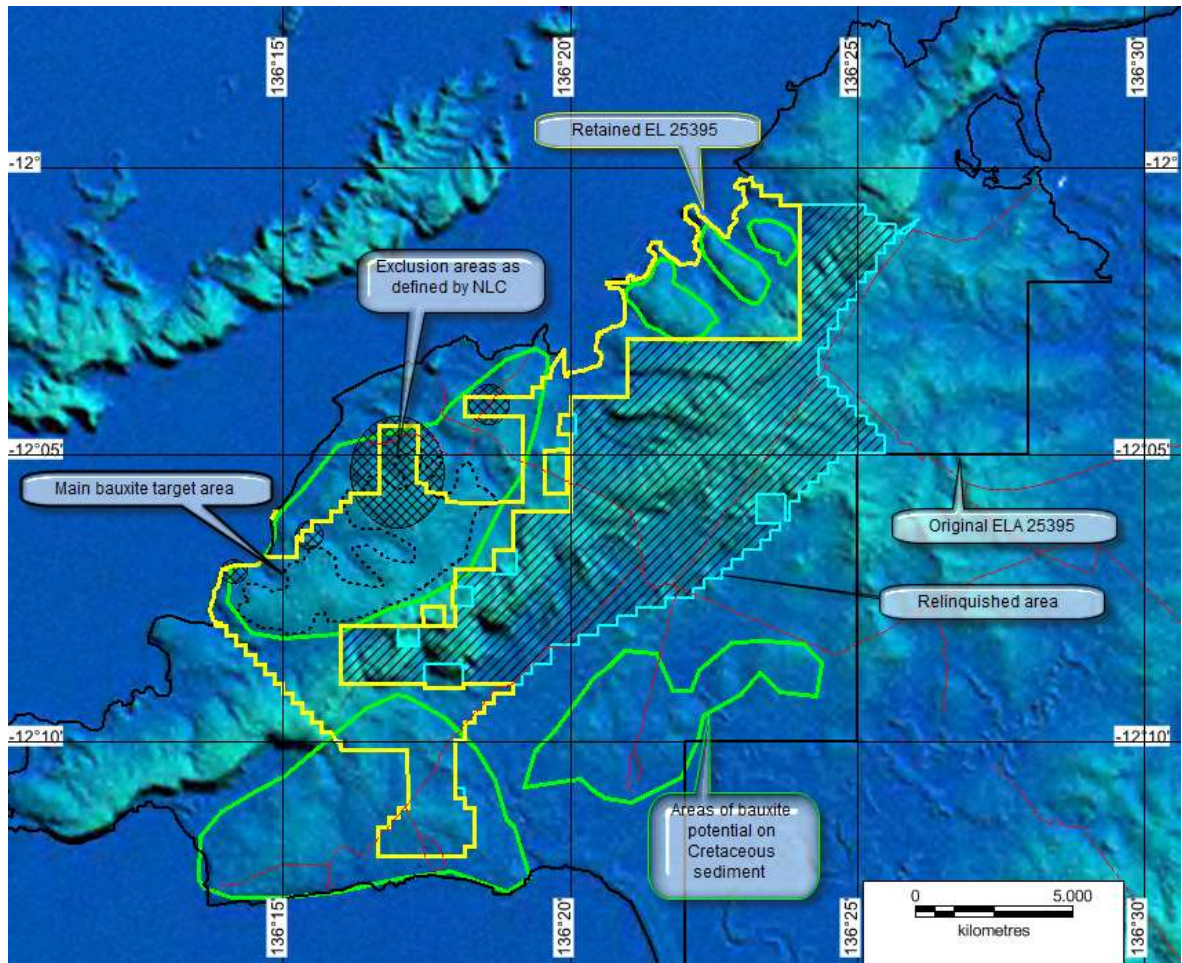 136°15'
136°20'
136°25'
136°30'
Retained EL 25395
-12°
-12°
Exclusion areas as
defined by NLC
-12°05'
-12°05'
Main bauxite target area
Original ELA 25395
Relinquished area
-12°10'
-12°10'
Areas of bauxite
potential on
Cretaceous
sediment
0 5.000
kilometres
136°15'
136°20'
136°25'
136°30'